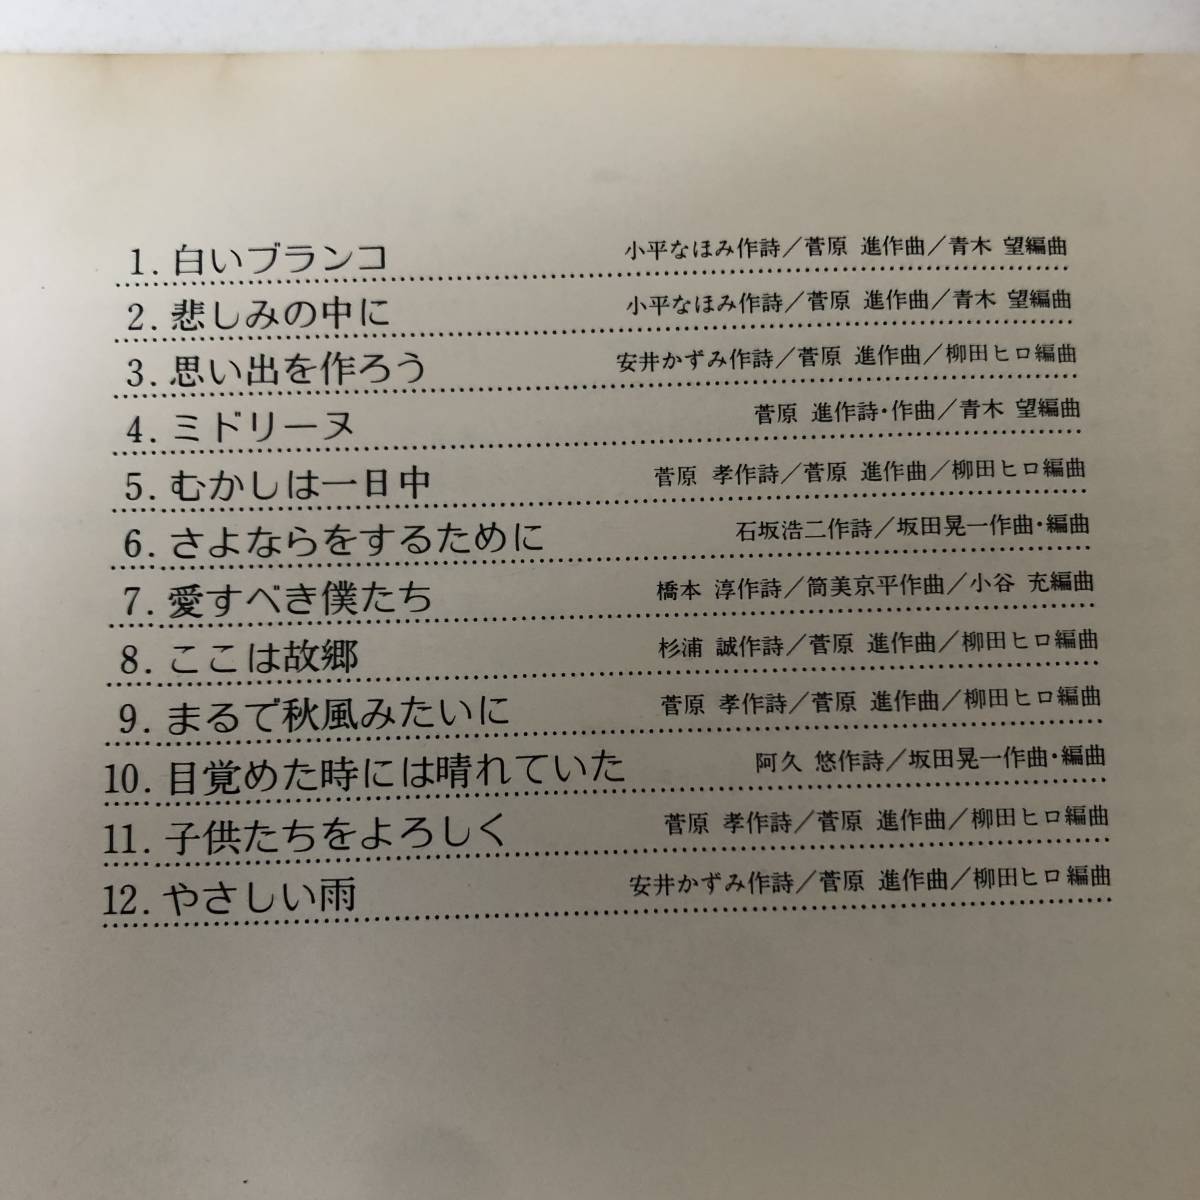 1. 白いブランコ 小平なほみ作詩／菅原 進作曲／青木 望編曲
2. 悲しみの中に 小平なほみ作詩／菅原 進作曲／青木 望編曲
3. 思い出を作ろう 安井かずみ作詩／菅原 進作曲／柳田ヒロ編曲
4. ミドリーヌ 菅原 進作詩・作曲／青木 望編曲
5. むかしは一日中 菅原 孝作詩／菅原 進作曲／柳田ヒロ編曲
6. さよならをするために 石坂浩二作詩／坂田晃一作曲・編曲
7. 愛すべき僕たち 橋本 淳作詩／筒美京平作曲／小谷 充編曲
8. ここは故郷 杉浦 誠作詩／菅原 進作曲／柳田ヒロ編曲
9. まるで秋風みたいに 菅原 孝作詩／菅原 進作曲／柳田ヒロ編曲
10. 目覚めた時には晴れていた 阿久 悠作詩／坂田晃一作曲・編曲
11. 子供たちをよろしく 菅原 孝作詩／菅原 進作曲／柳田ヒロ編曲
12. やさしい雨 安井かずみ作詩／菅原 進作曲／柳田ヒロ編曲